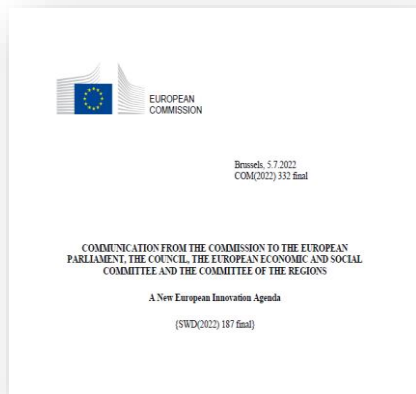 EUROPEAN
COMMISSION
Brussels, 5.7.2022
COM(2022) 332 final
COMMUNICATION FROM THE COMMISSION TO THE EUROPEAN
PARLIAMENT, THE COUNCIL, THE EUROPEAN ECONOMIC AND SOCIAL
COMMITTEE AND THE COMMITTEE OF THE REGIONS
A New European Innovation Agenda
{SWD(2022) 187 final}